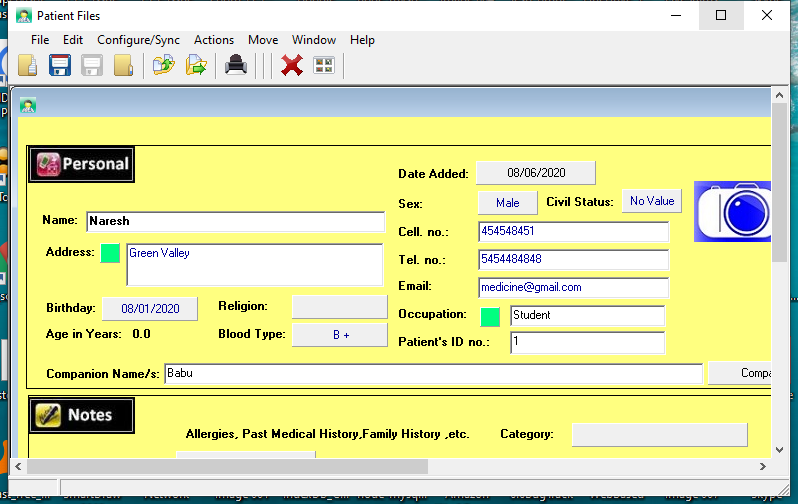 Patient Files
File Edit Configure/Sync Actions Move Window Help
Personal
Date Added: 08/06/2020
Sex: Male Civil Status: No Value
Name: Naresh
Cell. no.: 454548451
Address: Green Valley
Tel. no.: 5454484848
Email: medicine@gmail.com
Birthday: 08/01/2020 Religion:
Occupation: Student
Age in Years: 0.0 Blood Type: B +
Patient's ID no.: 1
Companion Name/s: Babu Compa
Notes
Allergies, Past Medical History,Family History ,etc. Category: